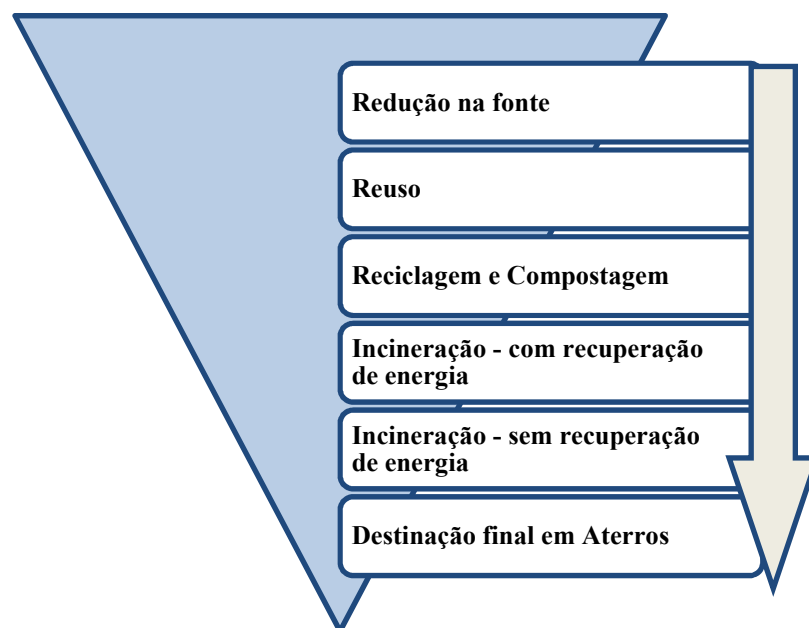 Redução na fonte
Reuso
Reciclagem e Compostagem
Incineração - com recuperação
de energia
Incineração - sem recuperação
de energia
Destinação final em Aterros